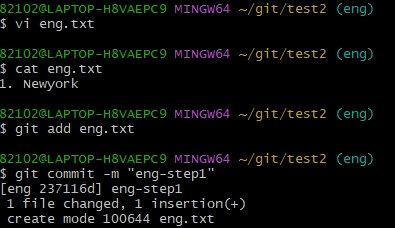 82102@LAPTOP-H8VAEPC9 MINGW64 ~/git/test2 (eng)
$ vi eng.txt
82102@LAPTOP-H8VAEPC9 MINGW64 ~/git/test2 (eng)
$ cat eng.txt
1. Newyork
82102@LAPTOP-H8VAEPC9 MINGW64 ~/git/test2 (eng)
$ git add eng.txt
82102@LAPTOP-H8VAEPC9 MINGW64 ~/git/test2 (eng)
$ git commit -m "eng-step1"
[eng 237116d] eng-step1
 1 file changed, 1 insertion(+)
 create mode 100644 eng.txt